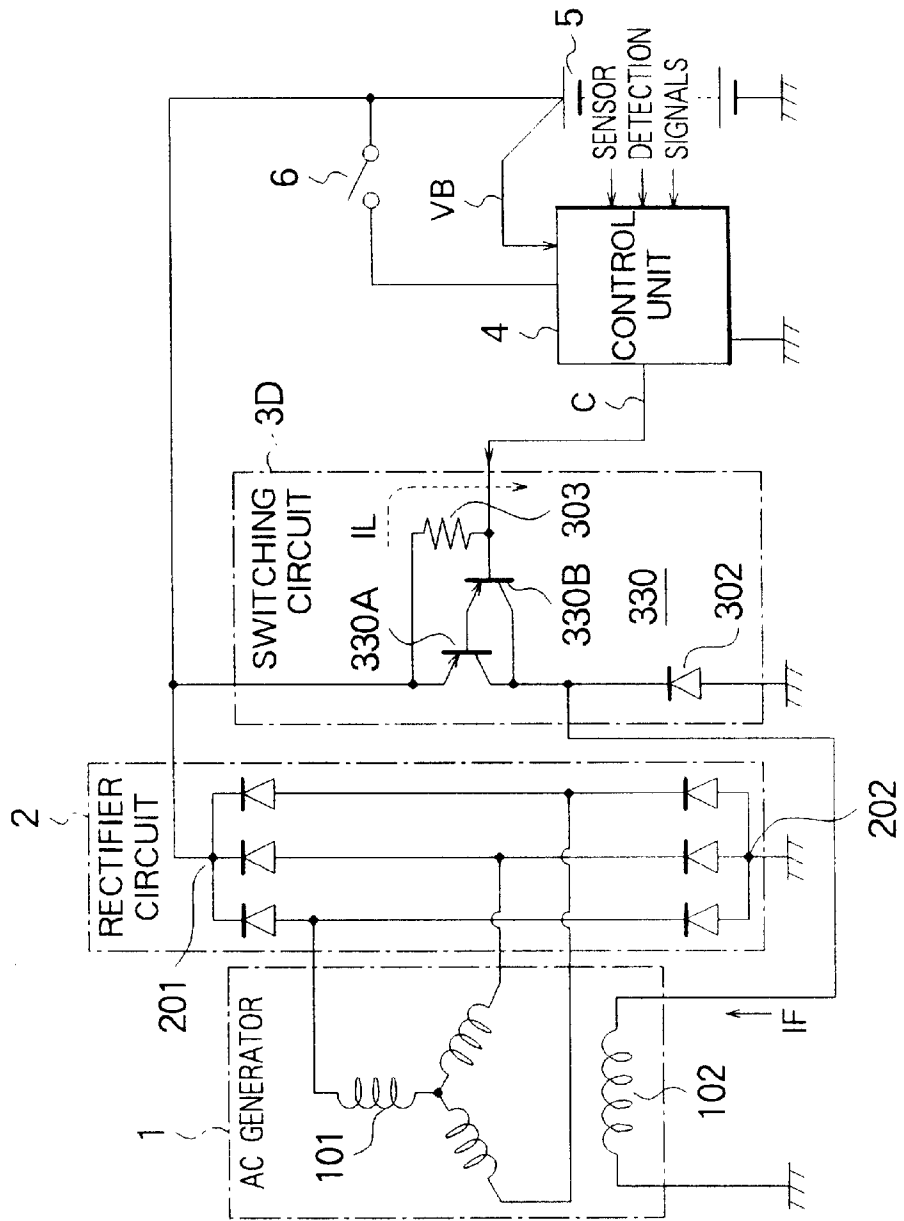 1
AC GENERATOR
101
102
IF
2
RECTIFIER
CIRCUIT
201
202
3D
SWITCHING
CIRCUIT
330A
IL
303
330B
330
302
C
4
CONTROL
UNIT
6
VB
5
SENSOR
DETECTION
SIGNALS